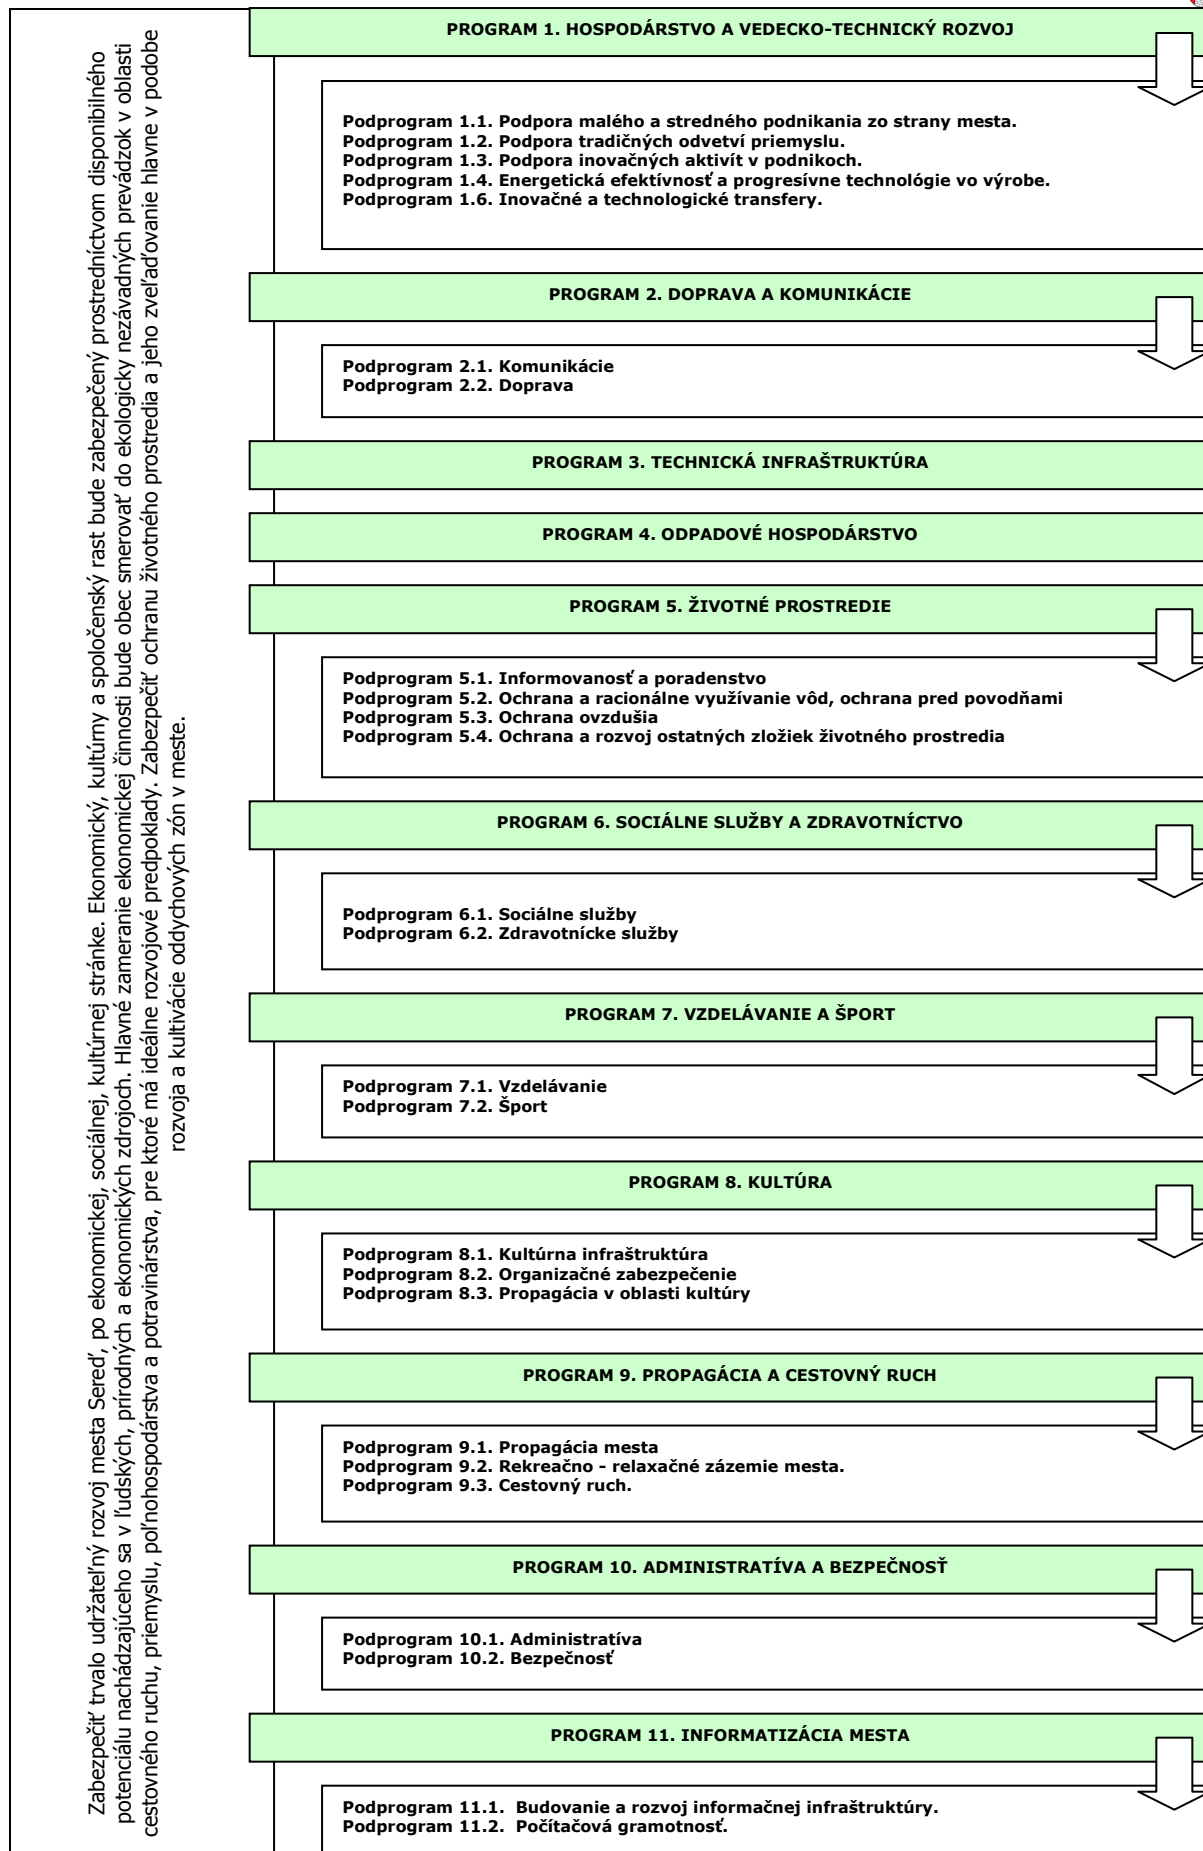 Zabezpečiť trvalo udržateľný rozvoj mesta Sereď, po ekonomickej, sociálnej, kultúrnej stránke. Ekonomický, kultúrny a spoločenský rast bude zabezpečený prostredníctvom disponibilného
potenciálu nachádzajúceho sa v ľudských, prírodných a ekonomických zdrojoch. Hlavné zameranie ekonomickej činnosti bude obec smerovať do ekologicky nezávadných prevádzok v oblasti
cestovného ruchu, priemyslu, poľnohospodárstva a potravinárstva, pre ktoré má ideálne rozvojové predpoklady. Zabezpečiť ochranu životného prostredia a jeho zveľaďovanie hlavne v podobe
rozvoja a kultivácie oddychových zón v meste.
PROGRAM 1. HOSPODÁRSTVO A VEDECKO-TECHNICKÝ ROZVOJ
Podprogram 1.1. Podpora malého a stredného podnikania zo strany mesta.
Podprogram 1.2. Podpora tradičných odvetví priemyslu.
Podprogram 1.3. Podpora inovačných aktivít v podnikoch.
Podprogram 1.4. Energetická efektívnosť a progresívne technológie vo výrobe.
Podprogram 1.6. Inovačné a technologické transfery.
PROGRAM 2. DOPRAVA A KOMUNIKÁCIE
Podprogram 2.1. Komunikácie
Podprogram 2.2. Doprava
PROGRAM 3. TECHNICKÁ INFRAŠTRUKTÚRA
PROGRAM 4. ODPADOVÉ HOSPODÁRSTVO
PROGRAM 5. ŽIVOTNÉ PROSTREDIE
Podprogram 5.1. Informovanosť a poradenstvo
Podprogram 5.2. Ochrana a racionálne využívanie vôd, ochrana pred povodňami
Podprogram 5.3. Ochrana ovzdušia
Podprogram 5.4. Ochrana a rozvoj ostatných zložiek životného prostredia
PROGRAM 6. SOCIÁLNE SLUŽBY A ZDRAVOTNÍCTVO
Podprogram 6.1. Sociálne služby
Podprogram 6.2. Zdravotnícke služby
PROGRAM 7. VZDELÁVANIE A ŠPORT
Podprogram 7.1. Vzdelávanie
Podprogram 7.2. Šport
PROGRAM 8. KULTÚRA
Podprogram 8.1. Kultúrna infraštruktúra
Podprogram 8.2. Organizačné zabezpečenie
Podprogram 8.3. Propagácia v oblasti kultúry
PROGRAM 9. PROPAGÁCIA A CESTOVNÝ RUCH
Podprogram 9.1. Propagácia mesta
Podprogram 9.2. Rekreačno - relaxačné zázemie mesta.
Podprogram 9.3. Cestovný ruch.
PROGRAM 10. ADMINISTRATÍVA A BEZPEČNOSŤ
Podprogram 10.1. Administratíva
Podprogram 10.2. Bezpečnosť
PROGRAM 11. INFORMATIZÁCIA MESTA
Podprogram 11.1. Budovanie a rozvoj informačnej infraštruktúry.
Podprogram 11.2. Počítačová gramotnosť.